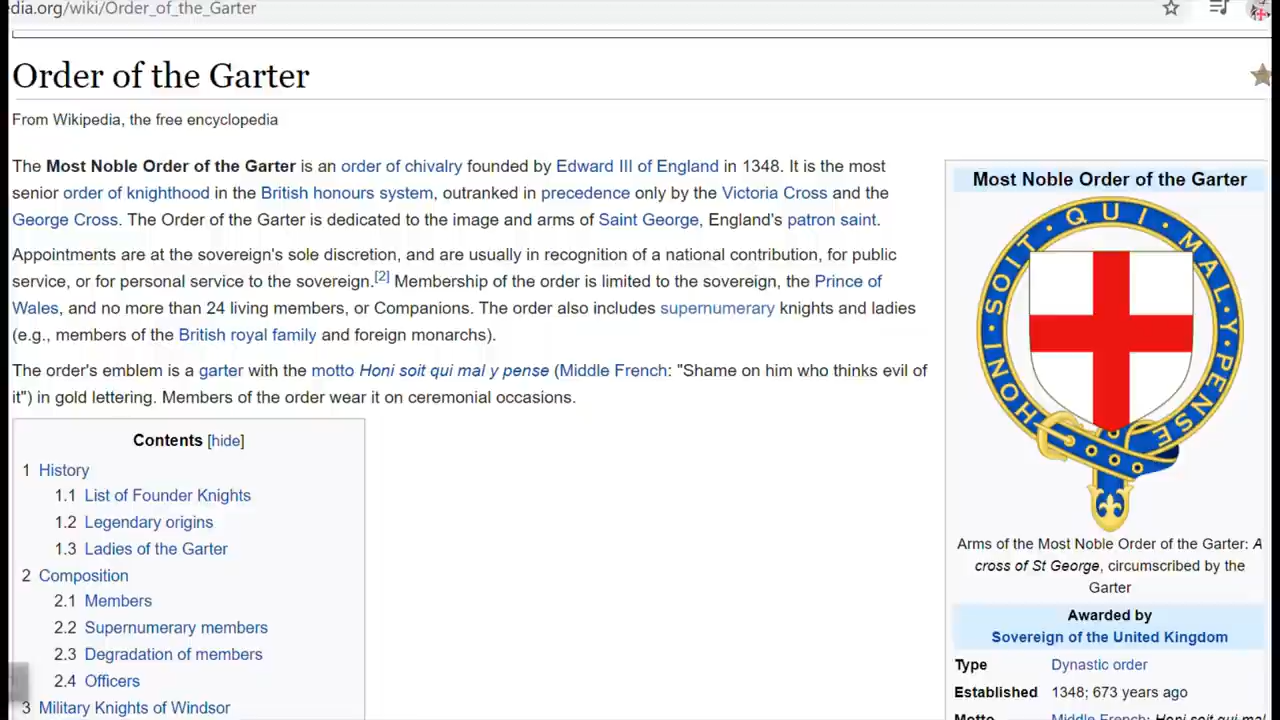 dia.org/wiki/Order_of_the_Garter
Order of the Garter
From Wikipedia, the free encyclopedia
The Most Noble Order of the Garter is an order of chivalry founded by Edward III of England in 1348. It is the most
senior order of knighthood in the British honours system, outranked in precedence only by the Victoria Cross and the
George Cross. The Order of the Garter is dedicated to the image and arms of Saint George, England's patron saint.
Appointments are at the sovereign's sole discretion, and are usually in recognition of a national contribution, for public
service, or for personal service to the sovereign.[2] Membership of the order is limited to the sovereign, the Prince of
Wales, and no more than 24 living members, or Companions. The order also includes supernumerary knights and ladies
(e.g., members of the British royal family and foreign monarchs).
The order's emblem is a garter with the motto Honi soit qui mal y pense (Middle French: "Shame on him who thinks evil of
it") in gold lettering. Members of the order wear it on ceremonial occasions.
Contents [hide]
1 History
1.1 List of Founder Knights
1.2 Legendary origins
1.3 Ladies of the Garter
2 Composition
2.1 Members
2.2 Supernumerary members
2.3 Degradation of members
2.4 Officers
3 Military Knights of Windsor
Most Noble Order of the Garter
HONI · SOIT · QUI · MAL · Y · PENSE
Arms of the Most Noble Order of the Garter: A
cross of St George, circumscribed by the
Garter
Awarded by
Sovereign of the United Kingdom
Type Dynastic order
Established 1348; 673 years ago
Motto Middle French: Honi soit qui mal